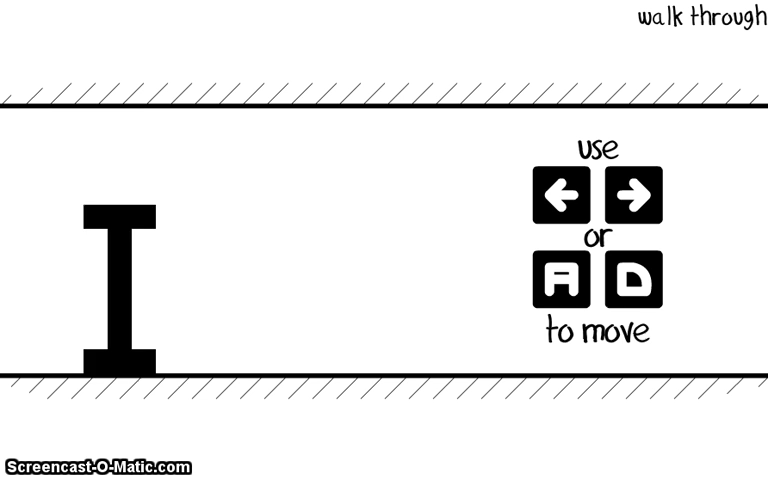 walk through
use
or
A D
to move
I
Screencast-O-Matic.com